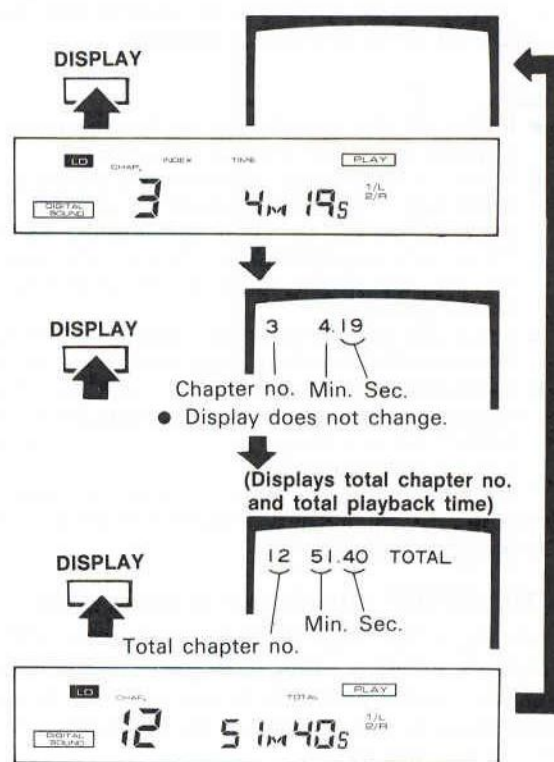 DISPLAY
LD CHAP. INDEX TIME PLAY
DIGITAL SOUND 3 4M 19S 1/L 2/R
DISPLAY
3 4.19
Chapter no. Min. Sec.
● Display does not change.
(Displays total chapter no.
and total playback time)
DISPLAY
12 51.40 TOTAL
Min. Sec.
Total chapter no.
LD CHAP. TOTAL PLAY
DIGITAL SOUND 12 51M 40S 1/L 2/R